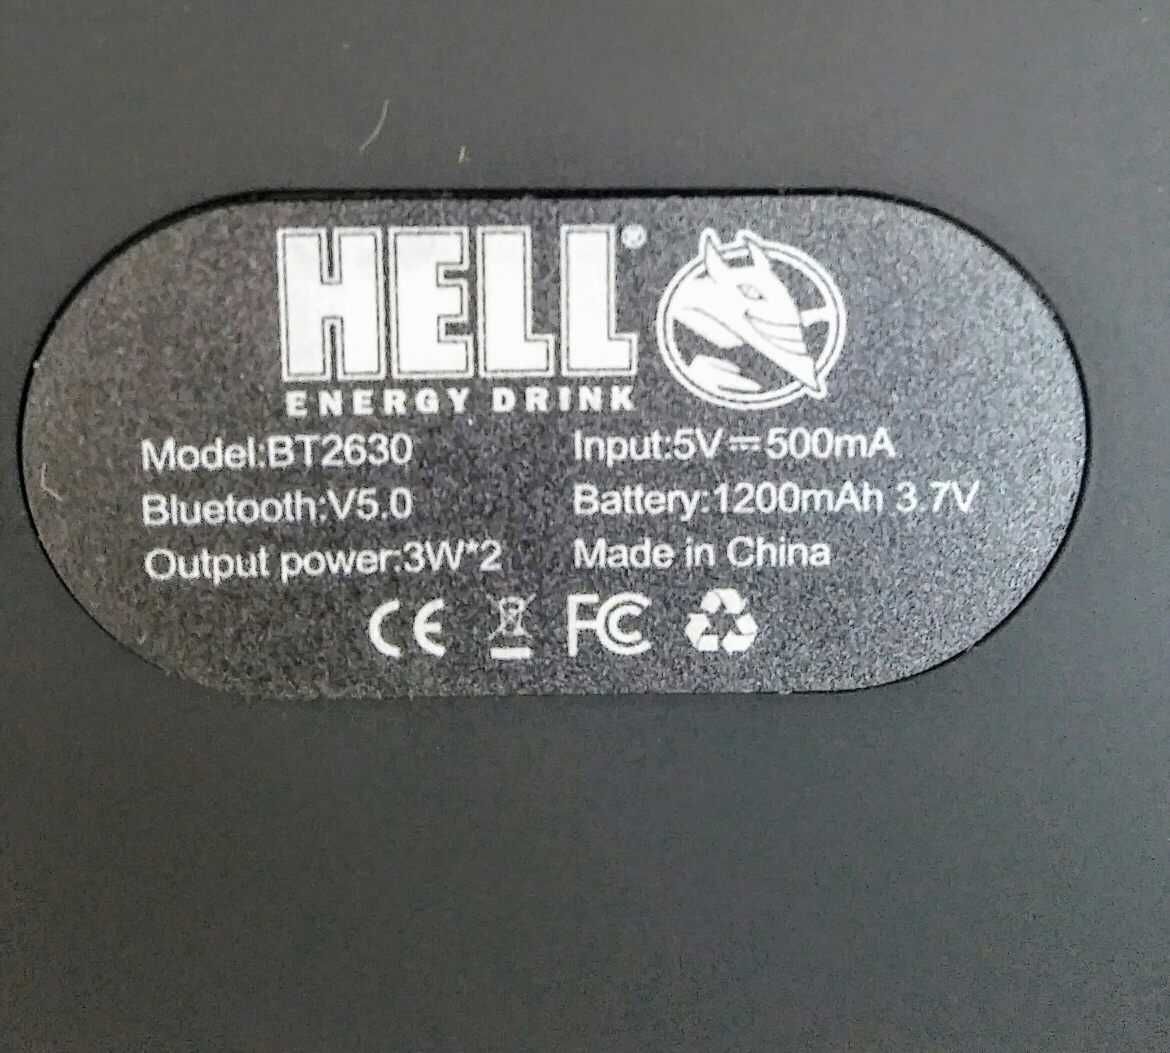 HELL®
ENERGY DRINK
Model:BT2630
Input:5V⎓500mA
Bluetooth:V5.0
Battery:1200mAh 3.7V
Output power:3W*2
Made in China
CE FC